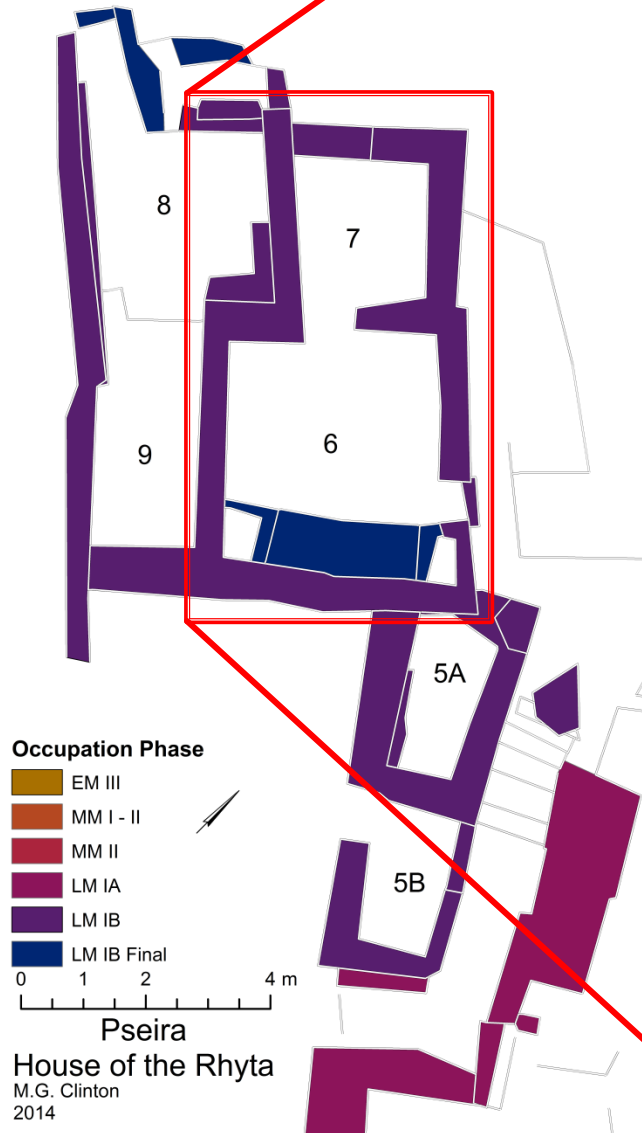 8
7
6
9
5A
5B
Occupation Phase
EM III
MM I - II
MM II
LM IA
LM IB
LM IB Final
0 1 2 4 m
Pseira
House of the Rhyta
M.G. Clinton
2014